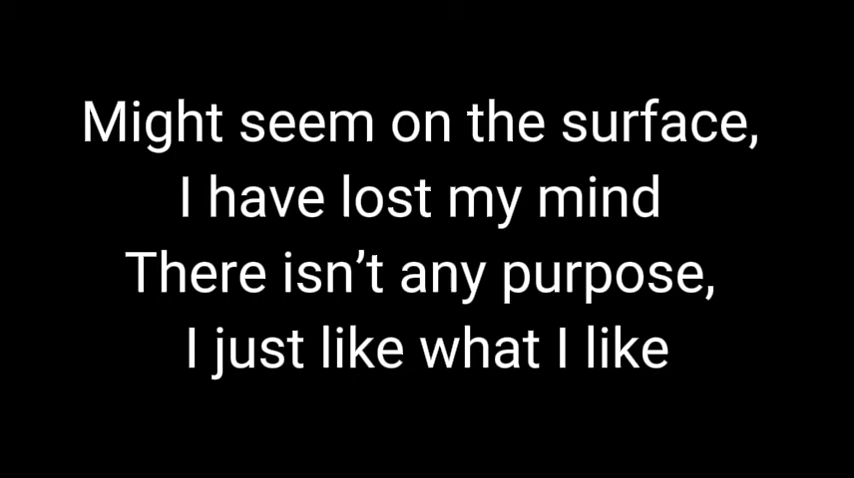 Might seem on the surface,
I have lost my mind
There isn’t any purpose,
I just like what I like